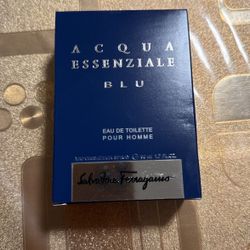 ACQUA
ESSENZIALE
BLU
EAU DE TOILETTE
POUR HOMME
Salvatore Ferragamo